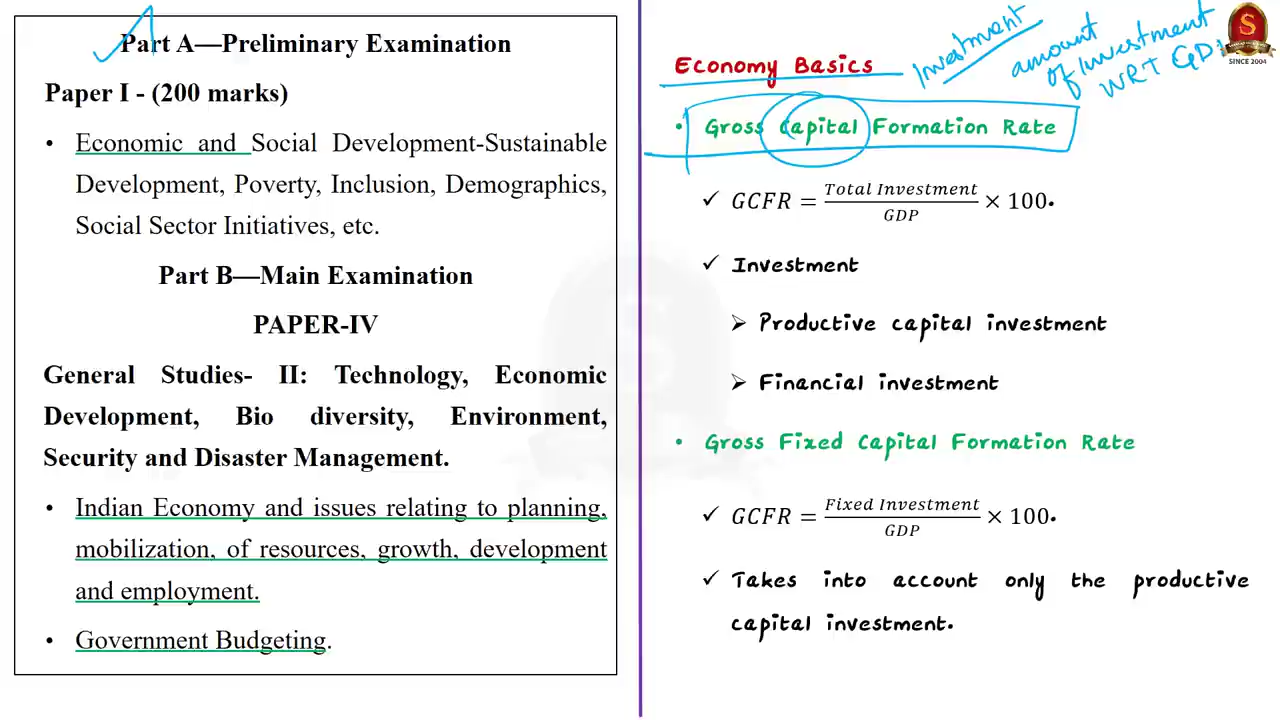 Part A—Preliminary Examination
Paper I - (200 marks)
• Economic and Social Development-Sustainable
Development, Poverty, Inclusion, Demographics,
Social Sector Initiatives, etc.
Part B—Main Examination
PAPER-IV
General Studies- II: Technology, Economic
Development, Bio diversity, Environment,
Security and Disaster Management.
• Indian Economy and issues relating to planning,
mobilization, of resources, growth, development
and employment.
• Government Budgeting.
Economy Basics
Investment
amount
of investment
WRT GDP
S
SINCE 2004
• Gross Capital Formation Rate
✓ GCFR = Total Investment / GDP × 100.
✓ Investment
➢ Productive capital investment
➢ Financial investment
• Gross Fixed Capital Formation Rate
✓ GCFR = Fixed Investment / GDP × 100.
✓ Takes into account only the productive
capital investment.